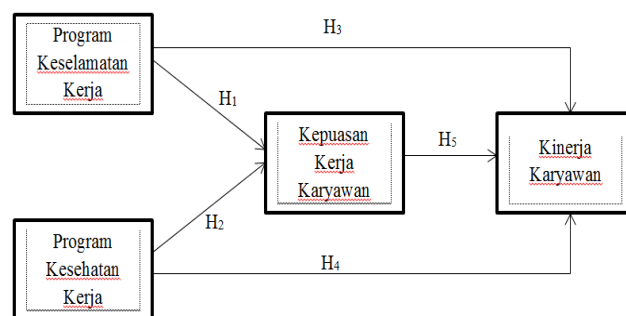 Program
Keselamatan
Kerja
H3
H1
Kepuasan
Kerja
Karyawan
H5
Kinerja
Karyawan
H2
Program
Kesehatan
Kerja
H4